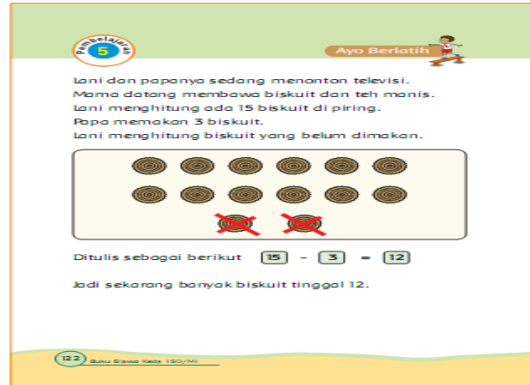 Pembelajaran
5
Ayo Berlatih
Lani dan papanya sedang menonton televisi.
Mama datang membawa biskuit dan teh manis.
Lani menghitung ada 15 biskuit di piring.
Papa memakan 3 biskuit.
Lani menghitung biskuit yang belum dimakan.
Ditulis sebagai berikut 15 - 3 = 12
Jadi sekarang banyak biskuit tinggal 12.
122 Buku Siswa Kelas 1 SD/MI